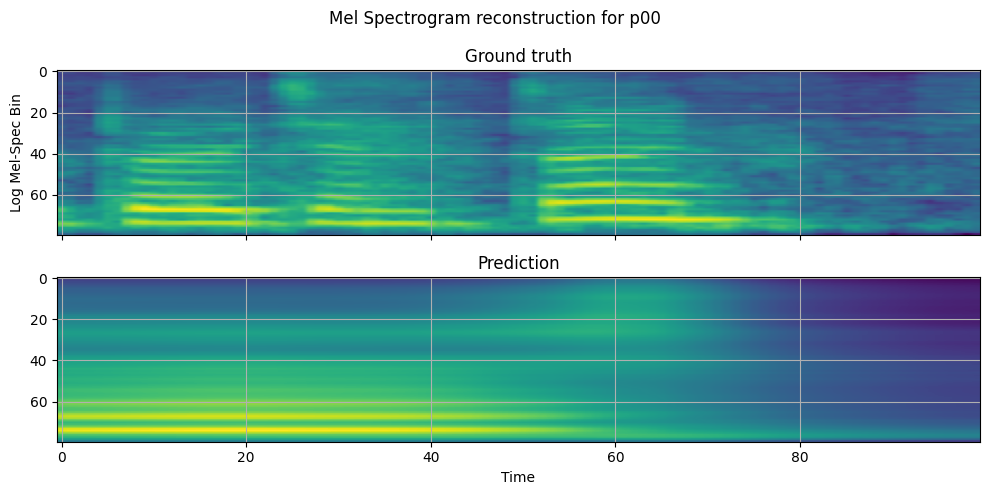 Mel Spectrogram reconstruction for p00
Ground truth
Log Mel-Spec Bin
0
20
40
60
Prediction
0
20
40
60
0 20 40 60 80
Time